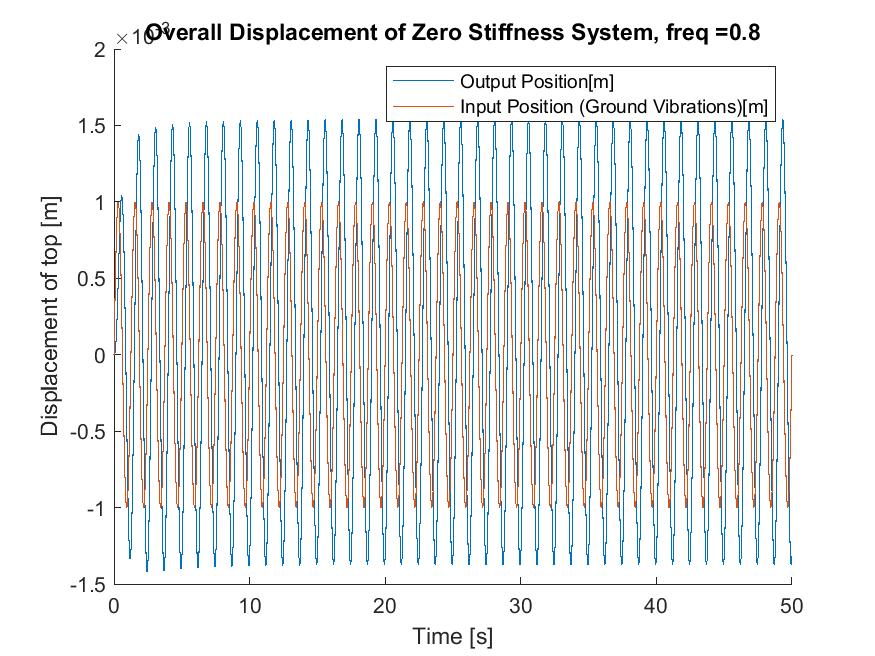 ×10-3
Overall Displacement of Zero Stiffness System, freq =0.8
2
Output Position[m]
Input Position (Ground Vibrations)[m]
1.5
1
0.5
0
-0.5
-1
-1.5
Displacement of top [m]
0 10 20 30 40 50
Time [s]